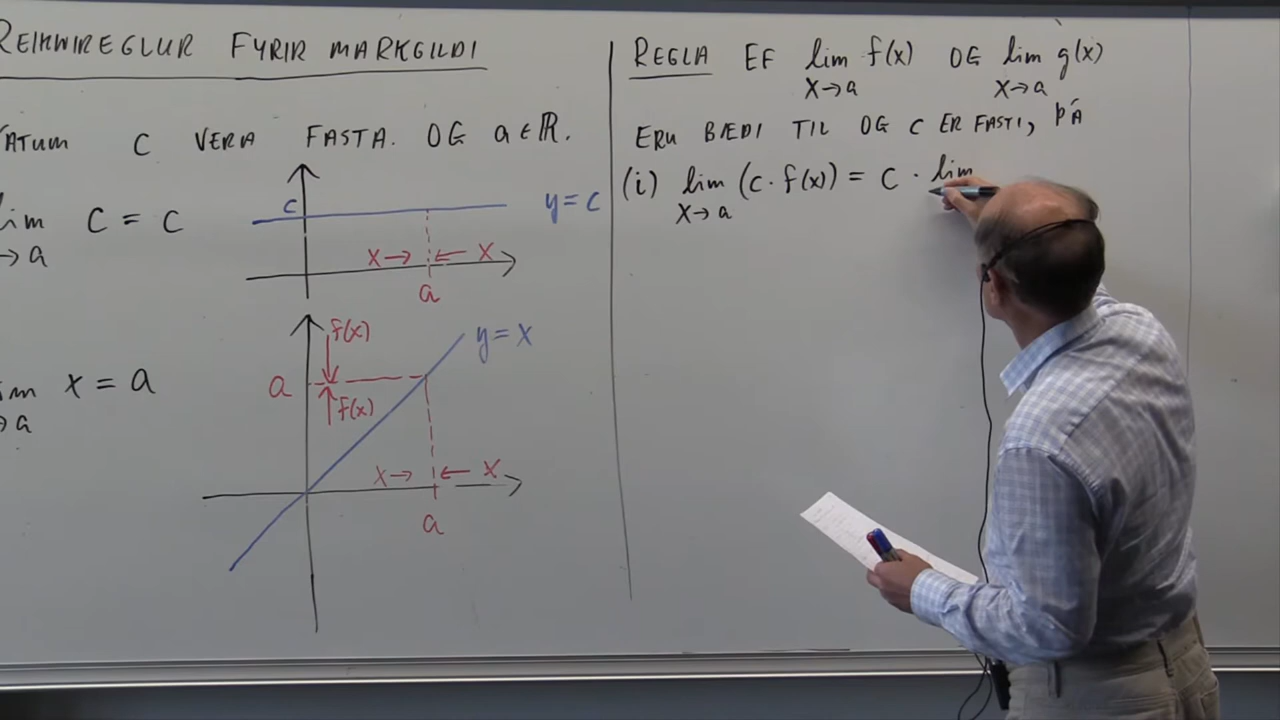 REIKNIREGLUR FYRIR MARKGILDI
ÁTUM C VERA FASTA. OG a ∈ ℝ.
lim C = C
→ a
C
y = C
X → ← X
a
f(x)
y = X
a
f(x)
lim X = a
→ a
X → ← X
a
REGLA EF lim f(x) OG lim g(x)
X → a X → a
ERU BÆÐI TIL OG C ER FASTI, ÞÁ
(i) lim (C · f(x)) = C · lim
X → a